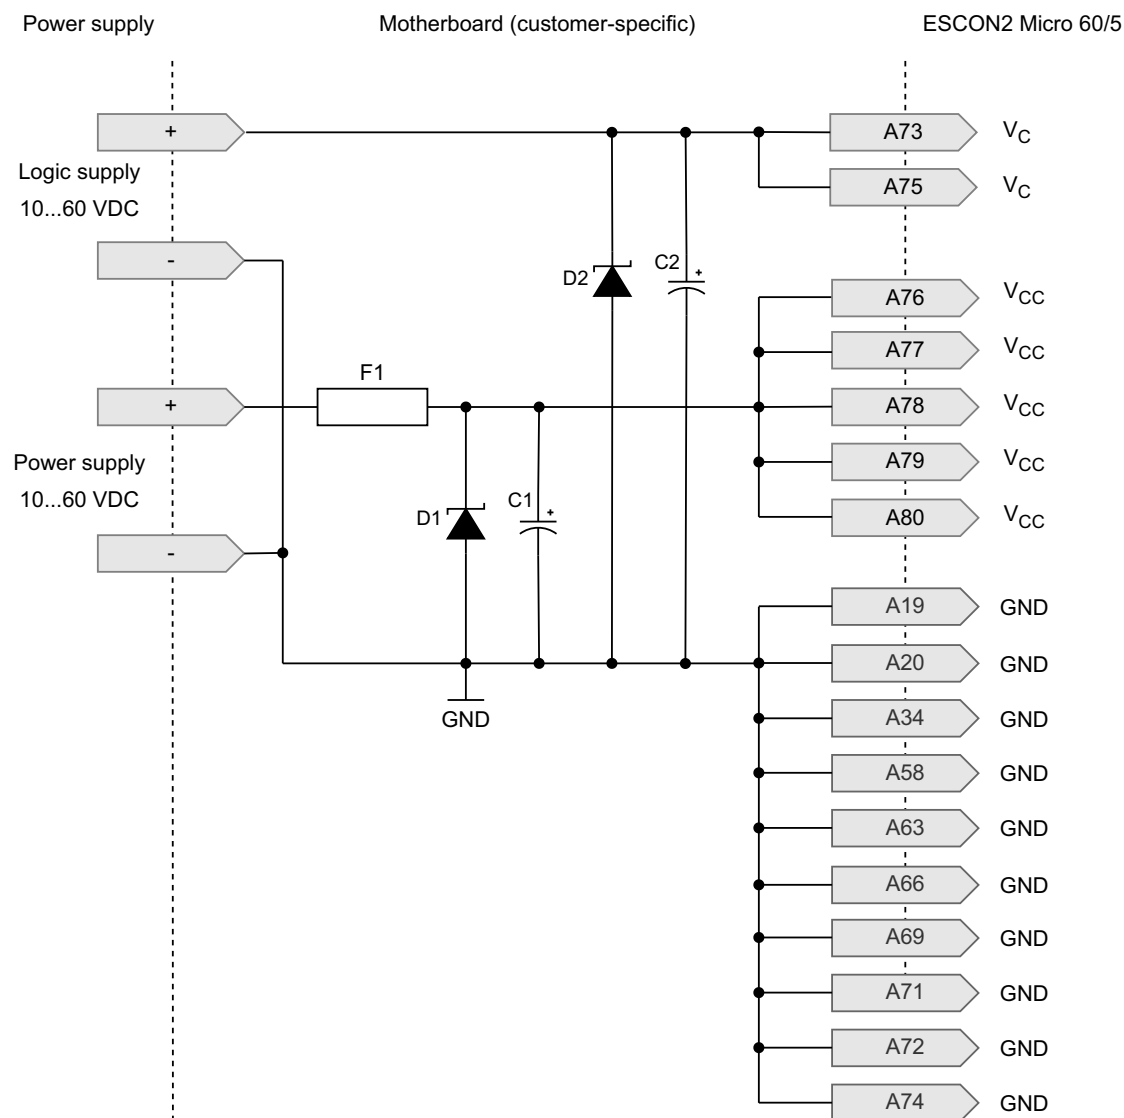 Power supply
Motherboard (customer-specific)
ESCON2 Micro 60/5
+
A73
VC
Logic supply
10...60 VDC
A75
VC
-
D2
C2
+
A76
VCC
A77
VCC
F1
+
A78
VCC
Power supply
10...60 VDC
A79
VCC
D1
C1
+
A80
VCC
-
A19
GND
A20
GND
GND
A34
GND
A58
GND
A63
GND
A66
GND
A69
GND
A71
GND
A72
GND
A74
GND